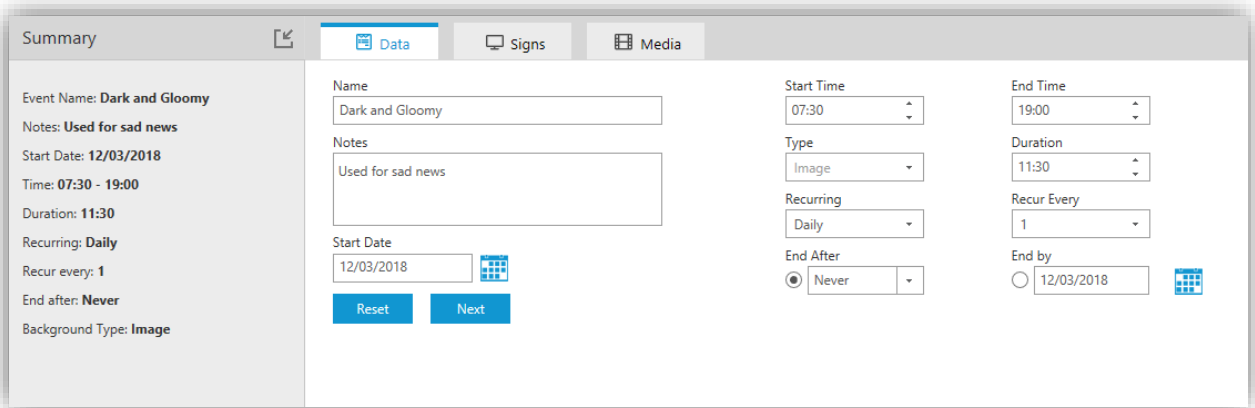 Summary
Event Name: Dark and Gloomy
Notes: Used for sad news
Start Date: 12/03/2018
Time: 07:30 - 19:00
Duration: 11:30
Recurring: Daily
Recur every: 1
End after: Never
Background Type: Image
Data
Signs
Media
Name
Dark and Gloomy
Notes
Used for sad news
Start Date
12/03/2018
Reset
Next
Start Time
07:30
End Time
19:00
Type
Image
Duration
11:30
Recurring
Daily
Recur Every
1
End After
Never
End by
12/03/2018